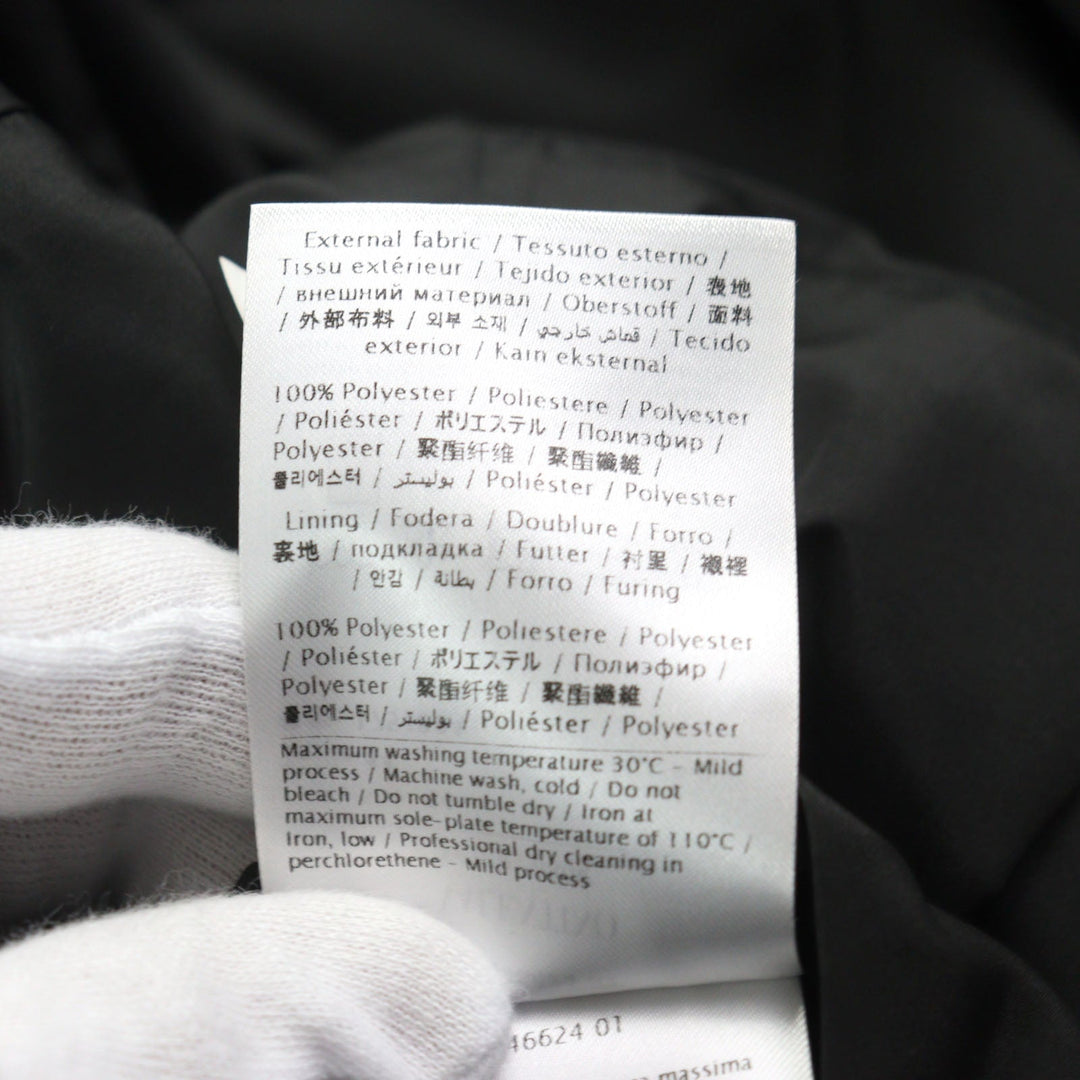 External fabric / Tessuto esterno /
Tissu extérieur / Tejido exterior / 表地
/ внешний материал / Oberstoff / 面料
/ 外部布料 / 외부 소재 / قماش خارجي / Tecido
exterior / Kain eksternal
100% Polyester / Poliestere / Polyester
/ Poliéster / ポリエステル / Полиэфир /
Polyester / 聚酯纤维 / 聚酯纖維 /
폴리에스터 / بوليستر / Poliéster / Polyester
Lining / Fodera / Doublure / Forro /
裏地 / подкладка / Futter / 衬里 / 襯裡
/ 안감 / بطانة / Forro / Furing
100% Polyester / Poliestere / Polyester
/ Poliéster / ポリエステル / Полиэфир /
Polyester / 聚酯纤维 / 聚酯纖維 /
폴리에스터 / بوليستر / Poliéster / Polyester
Maximum washing temperature 30°C - Mild
process / Machine wash, cold / Do not
bleach / Do not tumble dry / Iron at
maximum sole-plate temperature of 110°C /
Iron, low / Professional dry cleaning in
perchlorethene - Mild process
46624 01
massima